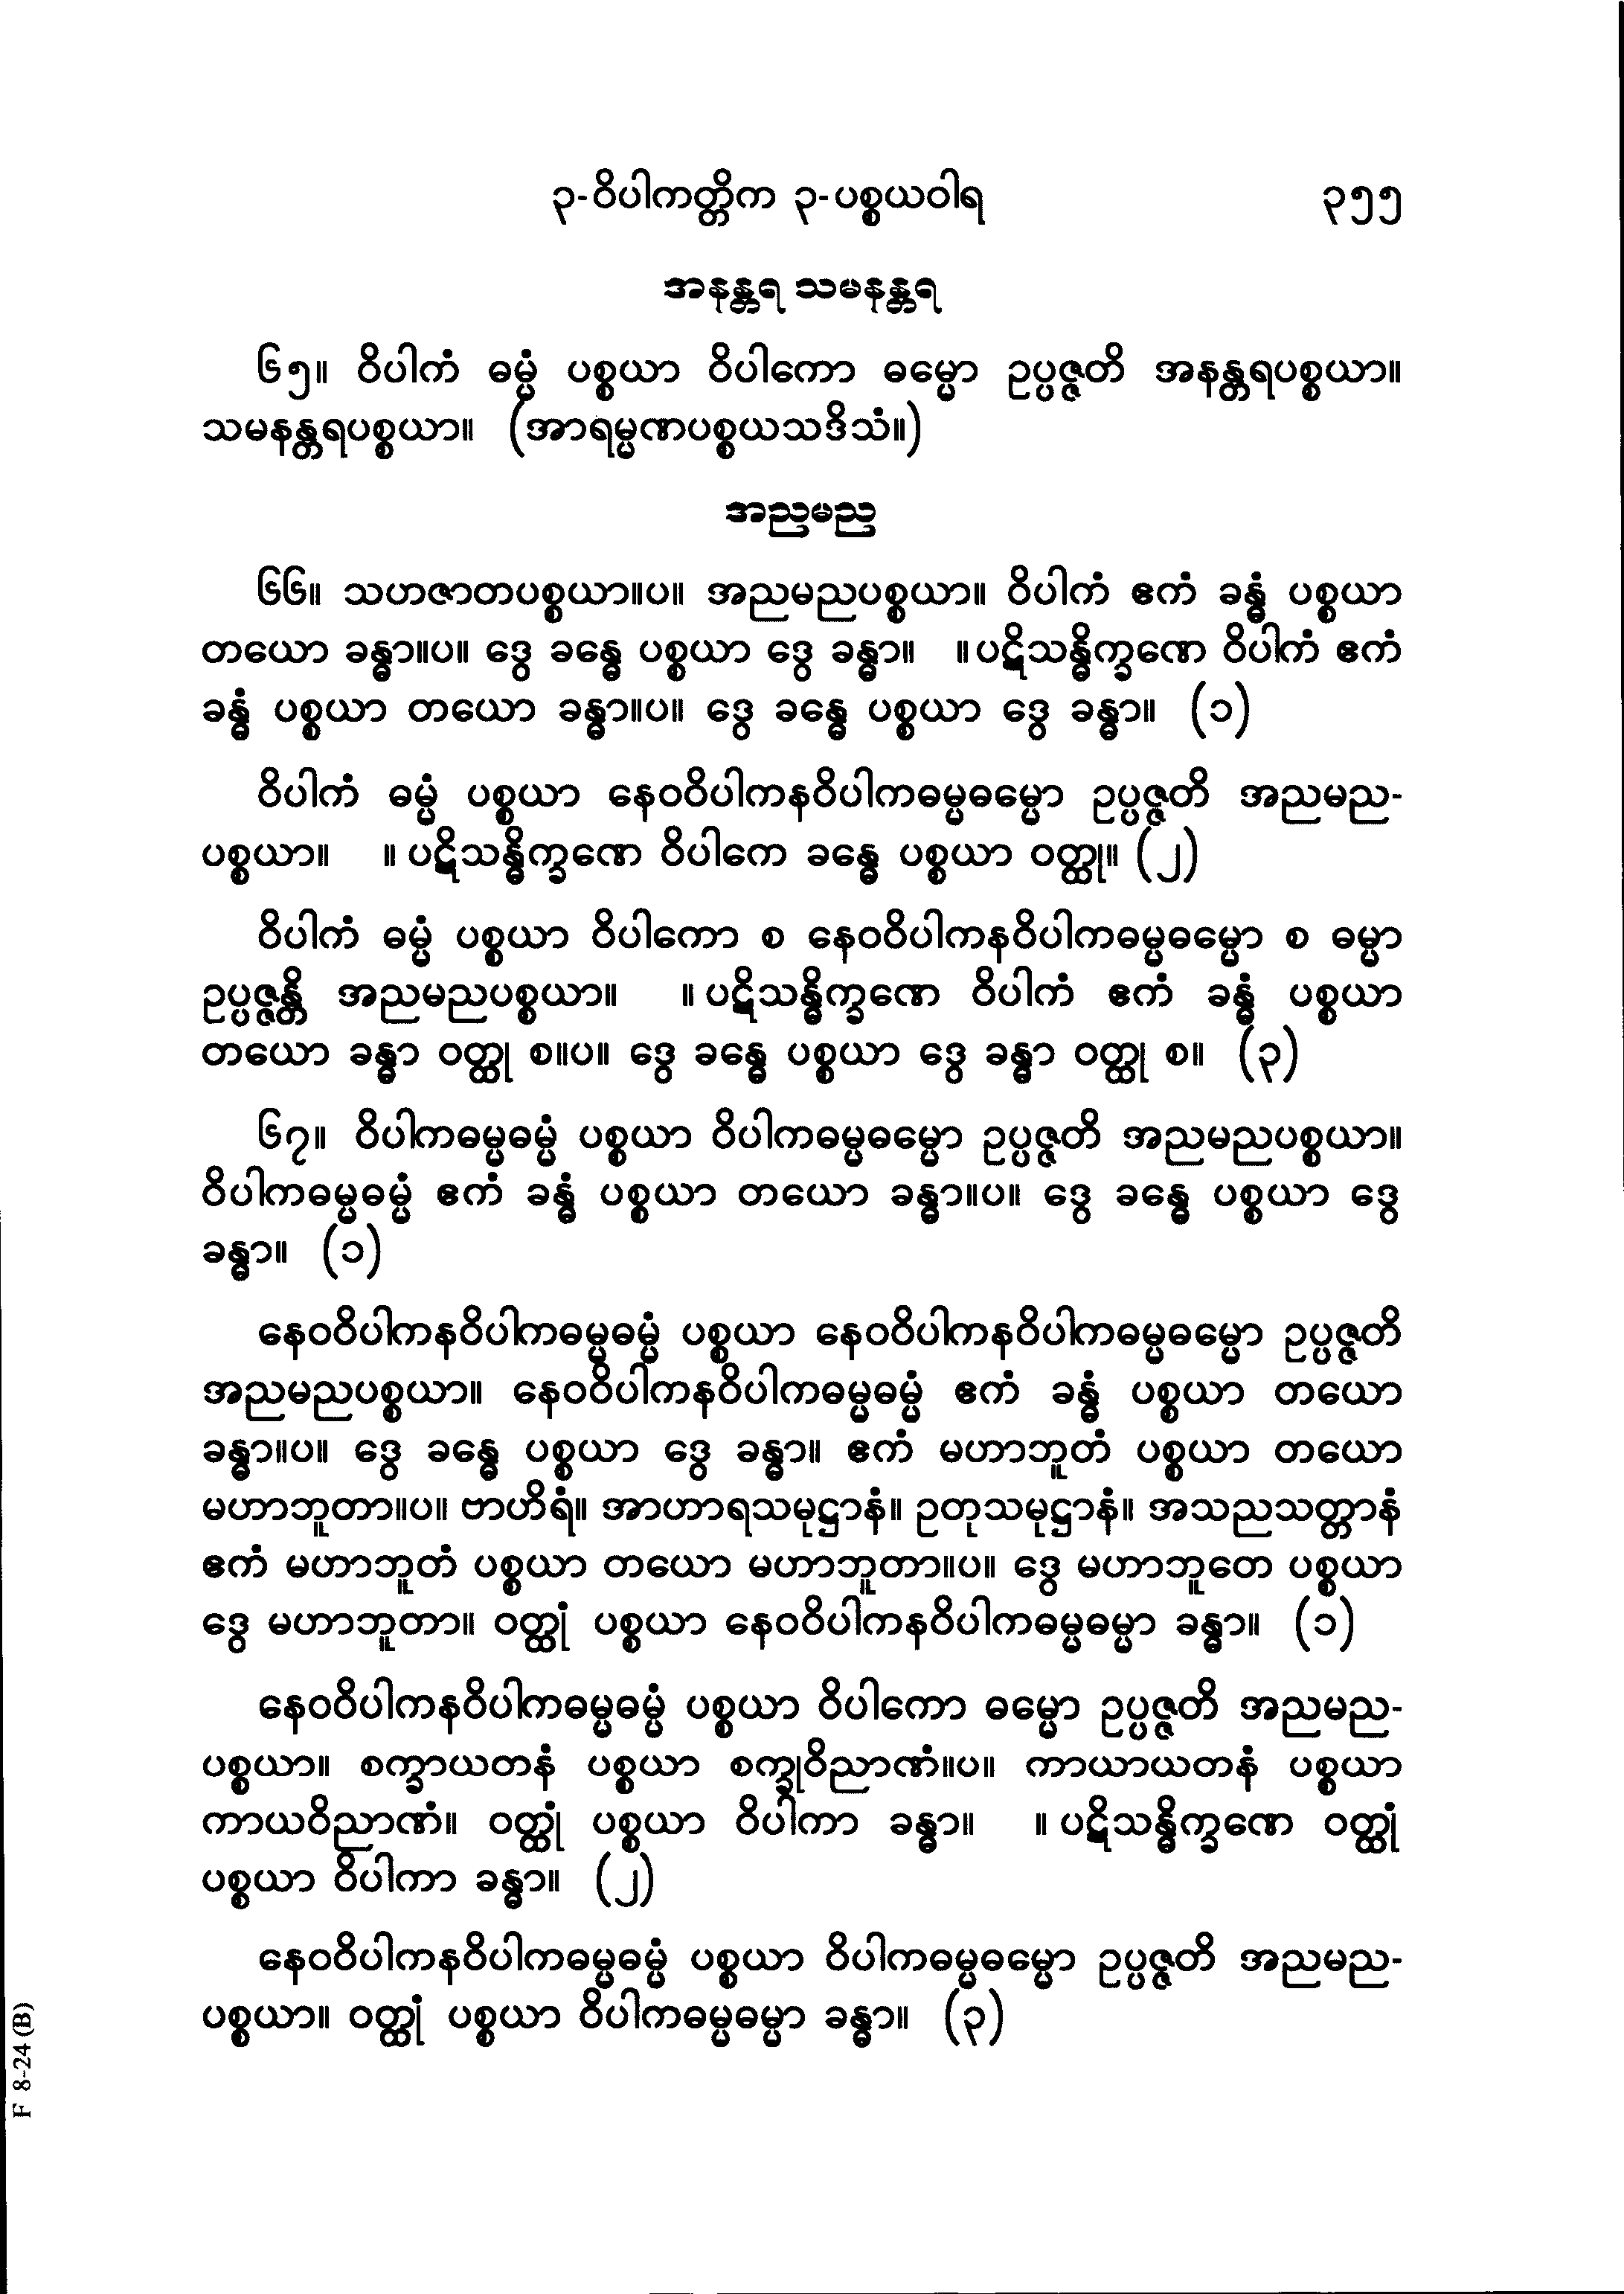 ၃-ဝိပါကတ္တိက ၃-ပစ္စယဝါရ ၃၅၅
အနန္တရ သမနန္တရ
၆၅။ ဝိပါကံ ဓမ္မံ ပစ္စယာ ဝိပါကော ဓမ္မော ဥပ္ပဇ္ဇတိ အနန္တရပစ္စယာ။
သမနန္တရပစ္စယာ။ (အာရမ္မဏပစ္စယသဒိသံ။)
အညမည
၆၆။ သဟဇာတပစ္စယာ။ပ။ အညမညပစ္စယာ။ ဝိပါကံ ဧကံ ခန္ဓံ ပစ္စယာ
တယော ခန္ဓာ။ပ။ ဒွေ ခန္ဓေ ပစ္စယာ ဒွေ ခန္ဓာ။ ။ပဋိသန္ဓိက္ခဏေ ဝိပါကံ ဧကံ
ခန္ဓံ ပစ္စယာ တယော ခန္ဓာ။ပ။ ဒွေ ခန္ဓေ ပစ္စယာ ဒွေ ခန္ဓာ။ (၁)
ဝိပါကံ ဓမ္မံ ပစ္စယာ နေဝဝိပါကနဝိပါကဓမ္မဓမ္မော ဥပ္ပဇ္ဇတိ အညမည-
ပစ္စယာ။ ။ပဋိသန္ဓိက္ခဏေ ဝိပါကေ ခန္ဓေ ပစ္စယာ ဝတ္ထု။ (၂)
ဝိပါကံ ဓမ္မံ ပစ္စယာ ဝိပါကော စ နေဝဝိပါကနဝိပါကဓမ္မဓမ္မော စ ဓမ္မာ
ဥပ္ပဇ္ဇန္တိ အညမညပစ္စယာ။ ။ပဋိသန္ဓိက္ခဏေ ဝိပါကံ ဧကံ ခန္ဓံ ပစ္စယာ
တယော ခန္ဓာ ဝတ္ထု စ။ပ။ ဒွေ ခန္ဓေ ပစ္စယာ ဒွေ ခန္ဓာ ဝတ္ထု စ။ (၃)
၆၇။ ဝိပါကဓမ္မဓမ္မံ ပစ္စယာ ဝိပါကဓမ္မဓမ္မော ဥပ္ပဇ္ဇတိ အညမညပစ္စယာ။
ဝိပါကဓမ္မဓမ္မံ ဧကံ ခန္ဓံ ပစ္စယာ တယော ခန္ဓာ။ပ။ ဒွေ ခန္ဓေ ပစ္စယာ ဒွေ
ခန္ဓာ။ (၁)
နေဝဝိပါကနဝိပါကဓမ္မဓမ္မံ ပစ္စယာ နေဝဝိပါကနဝိပါကဓမ္မဓမ္မော ဥပ္ပဇ္ဇတိ
အညမညပစ္စယာ။ နေဝဝိပါကနဝိပါကဓမ္မဓမ္မံ ဧကံ ခန္ဓံ ပစ္စယာ တယော
ခန္ဓာ။ပ။ ဒွေ ခန္ဓေ ပစ္စယာ ဒွေ ခန္ဓာ။ ဧကံ မဟာဘူတံ ပစ္စယာ တယော
မဟာဘူတာ။ပ။ ဗာဟိရံ။ အာဟာရသမုဋ္ဌာနံ။ ဥတုသမုဋ္ဌာနံ။ အသညသတ္တာနံ
ဧကံ မဟာဘူတံ ပစ္စယာ တယော မဟာဘူတာ။ပ။ ဒွေ မဟာဘူတေ ပစ္စယာ
ဒွေ မဟာဘူတာ။ ဝတ္ထုံ ပစ္စယာ နေဝဝိပါကနဝိပါကဓမ္မဓမ္မာ ခန္ဓာ။ (၁)
နေဝဝိပါကနဝိပါကဓမ္မဓမ္မံ ပစ္စယာ ဝိပါကော ဓမ္မော ဥပ္ပဇ္ဇတိ အညမည-
ပစ္စယာ။ စက္ခာယတနံ ပစ္စယာ စက္ခုဝိညာဏံ။ပ။ ကာယာယတနံ ပစ္စယာ
ကာယဝိညာဏံ။ ဝတ္ထုံ ပစ္စယာ ဝိပါကာ ခန္ဓာ။ ။ပဋိသန္ဓိက္ခဏေ ဝတ္ထုံ
ပစ္စယာ ဝိပါကာ ခန္ဓာ။ (၂)
နေဝဝိပါကနဝိပါကဓမ္မဓမ္မံ ပစ္စယာ ဝိပါကဓမ္မဓမ္မော ဥပ္ပဇ္ဇတိ အညမည-
ပစ္စယာ။ ဝတ္ထုံ ပစ္စယာ ဝိပါကဓမ္မဓမ္မာ ခန္ဓာ။ (၃)
F 8-24 (B)